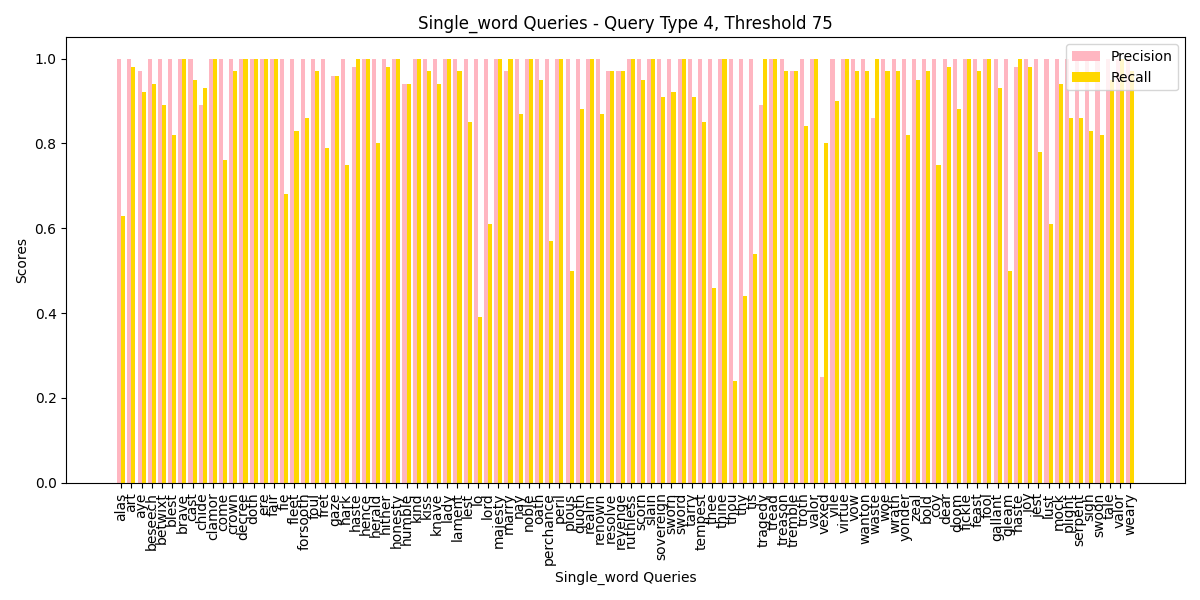 Single_word Queries - Query Type 4, Threshold 75
Precision
Recall
Scores
1.0
0.8
0.6
0.4
0.2
0.0
alas
art
aye
beseech
betwixt
blest
brave
cast
chide
clamor
come
crown
decree
doth
ere
fair
fie
fleet
forsooth
foul
fret
gaze
hark
haste
hence
herald
hither
honesty
humble
kind
kiss
knave
lady
lament
lest
lo
lord
majesty
marry
nay
noble
oath
perchance
peril
pious
quoth
realm
renown
resolve
revenge
ruthless
scorn
slain
sovereign
sworn
sword
tarry
tempest
thee
thine
thou
thy
tis
tragedy
tread
treason
tremble
troth
valor
vexed
vile
virtue
vow
wanton
waste
woe
wrath
yonder
zeal
bold
coy
dear
doom
fickle
feast
fool
gallant
gleam
haste
joy
jest
lust
mock
plight
serpent
sigh
swoon
tale
valor
weary
Single_word Queries